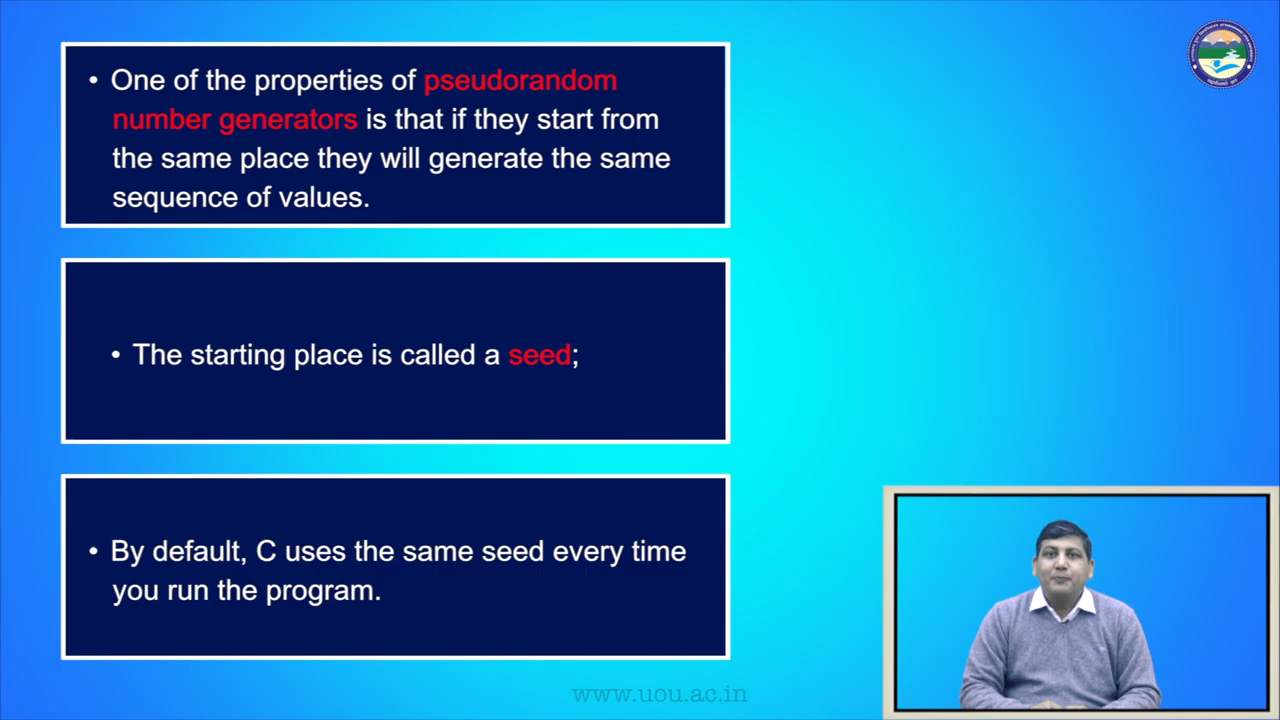 • One of the properties of pseudorandom
number generators is that if they start from
the same place they will generate the same
sequence of values.
• The starting place is called a seed;
• By default, C uses the same seed every time
you run the program.
www.uou.ac.in